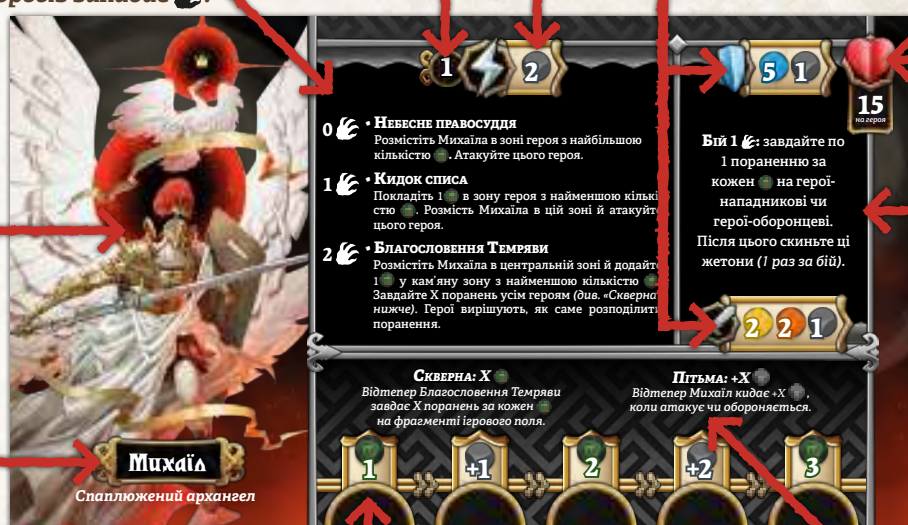 1 2
0 • Небесне правосуддя
Розмістіть Михаїла в зоні героя з найбільшою
кількістю . Атакуйте цього героя.
1 • Кидок списа
Покладіть 1 в зону героя з найменшою кількі
стю . Розмість Михаїла в цій зоні й атакуйте
цього героя.
2 • Благословення Темряви
Розмістіть Михаїла в центральній зоні й додайте
1 у кам’яну зону з найменшою кількістю
Завдайте X поранень усім героям (див. «Скверна»
нижче). Герої вирішують, як саме розподілити
поранення.
5 1
15
на героя
Бій 1 : завдайте по
1 пораненню за
кожен на герої-
нападникові чи
герої-оборонцеві.
Після цього скиньте ці
жетони (1 раз за бій).
2 2 1
Скверна: X
Відтепер Благословення Темряви
завдає X поранень за кожен
на фрагменті ігрового поля.
Пітьма: +X
Відтепер Михаїл кидає +X ,
коли атакує чи обороняється.
1 +1 2 +2 3
Михаїл
Спаплюжений архангел